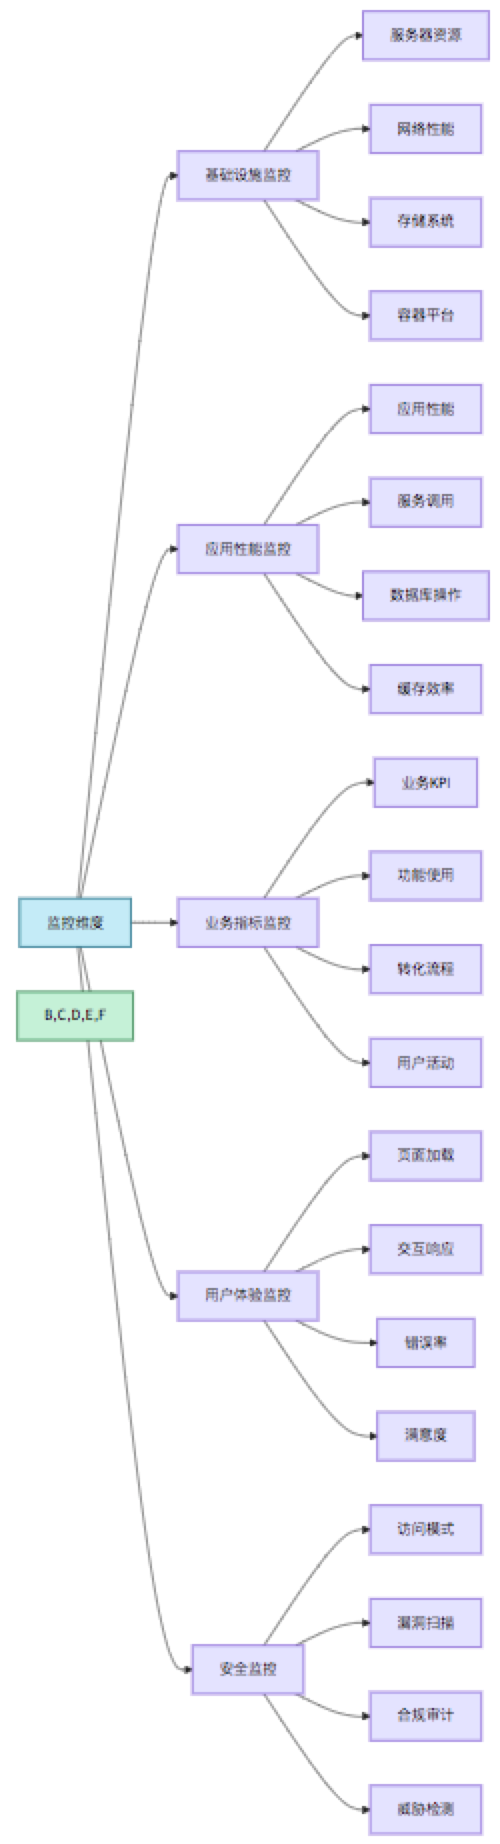 监控维度
B,C,D,E,F
基础设施监控
服务器资源
网络性能
存储系统
容器平台
应用性能监控
应用性能
服务调用
数据库操作
缓存效率
业务指标监控
业务KPI
功能使用
转化流程
用户活动
用户体验监控
页面加载
交互响应
错误率
满意度
安全监控
访问模式
漏洞扫描
合规审计
威胁检测